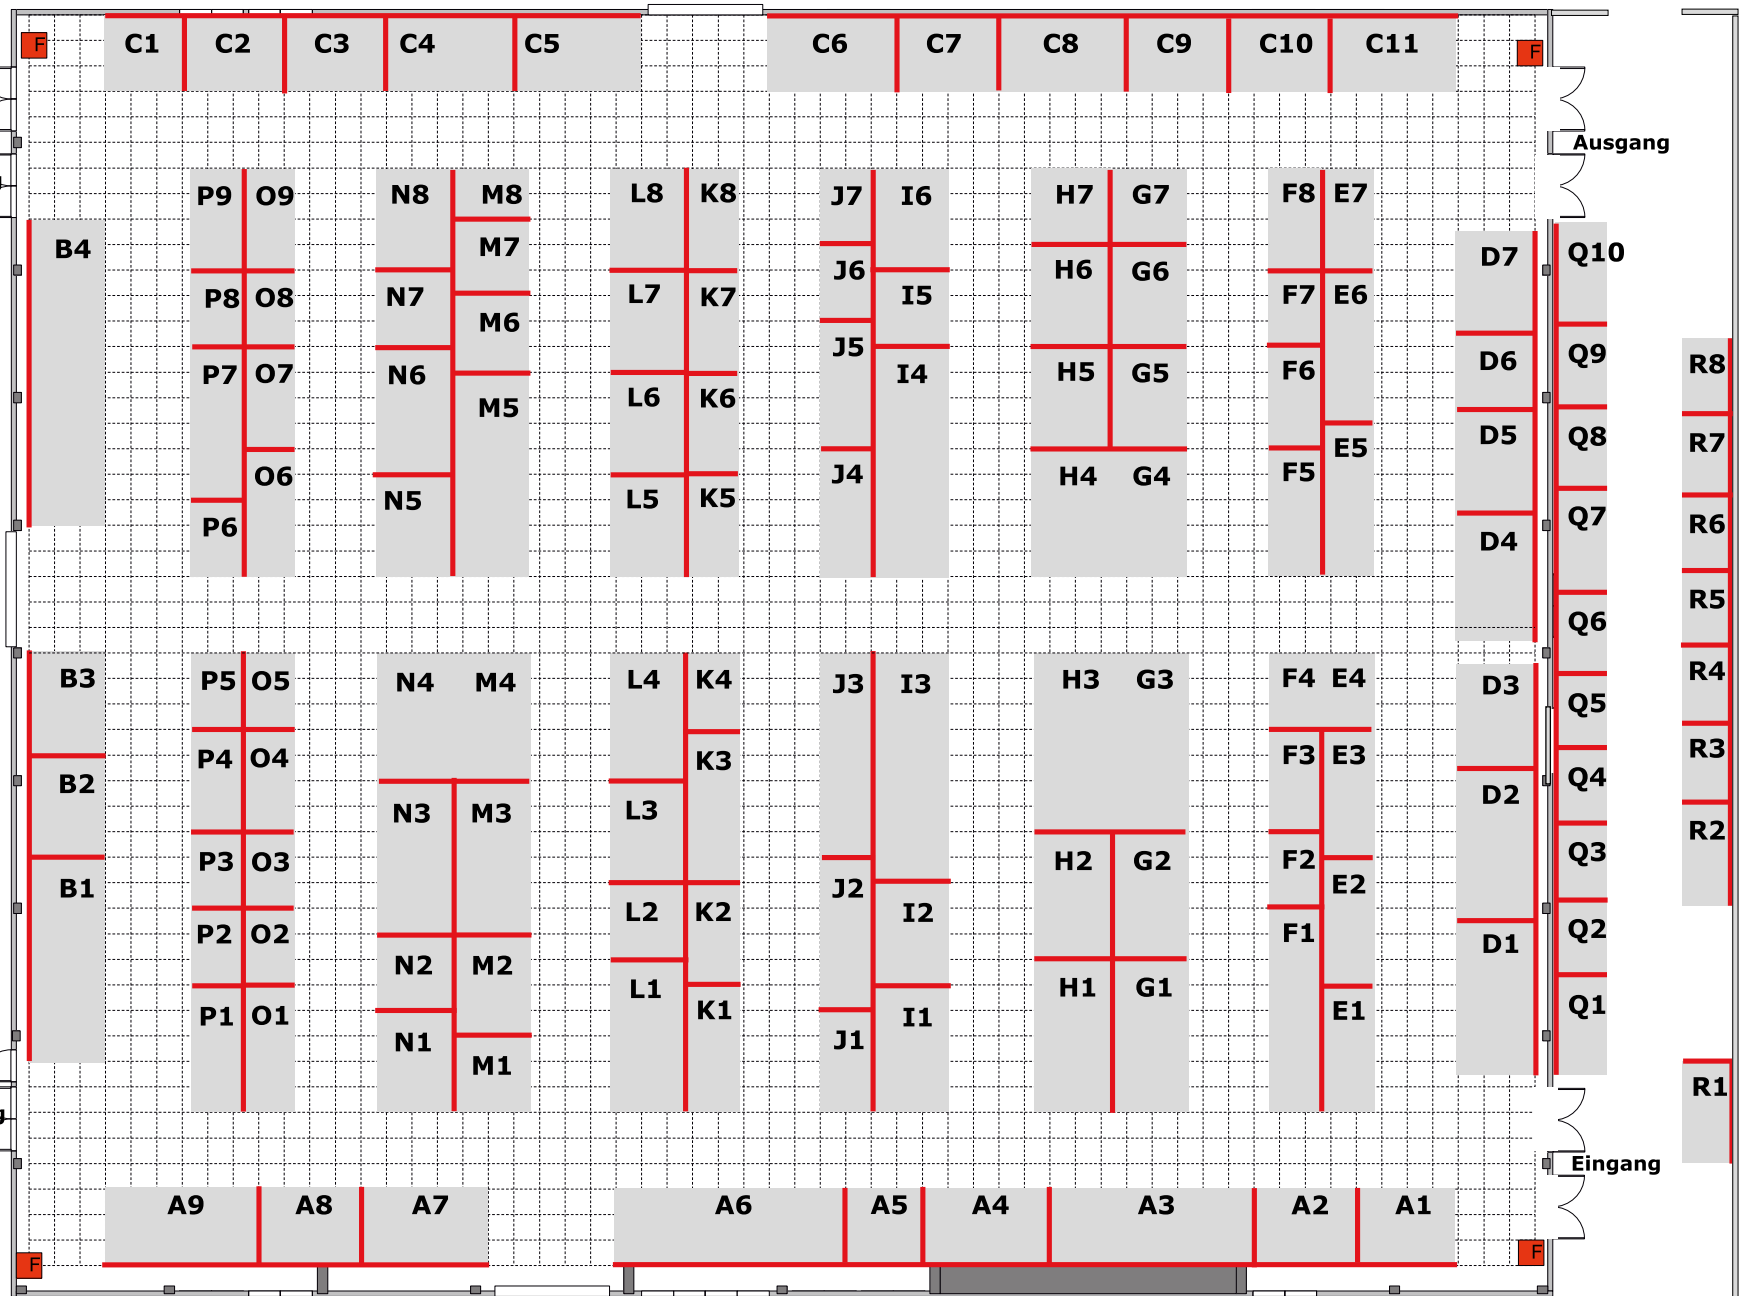 F C1 C2 C3 C4 C5 C6 C7 C8 C9 C10 C11 F
Ausgang
P9 O9 N8 M8 L8 K8 J7 I6 H7 G7 F8 E7
B4 M7 D7 Q10
P8 O8 N7 L7 K7 J6 I5 H6 G6 F7 E6
M6
P7 O7 N6 J5 I4 H5 G5 F6 D6 Q9 R8
M5 L6 K6
O6 N5 L5 K5 J4 H4 G4 F5 E5 D5 Q8 R7
P6 D4 Q7 R6
Q6 R5
B3 P5 O5 N4 M4 L4 K4 J3 I3 H3 G3 F4 E4 D3 Q5 R4
B2 P4 O4 K3 F3 E3 Q4 R3
N3 M3 L3 D2
B1 P3 O3 J2 H2 G2 F2 E2 Q3 R2
P2 O2 L2 K2 I2 F1 D1 Q2
N2 M2
P1 O1 L1 K1 I1 H1 G1 E1 Q1
N1 M1 J1 R1
g
Eingang
A9 A8 A7 A6 A5 A4 A3 A2 A1
F F